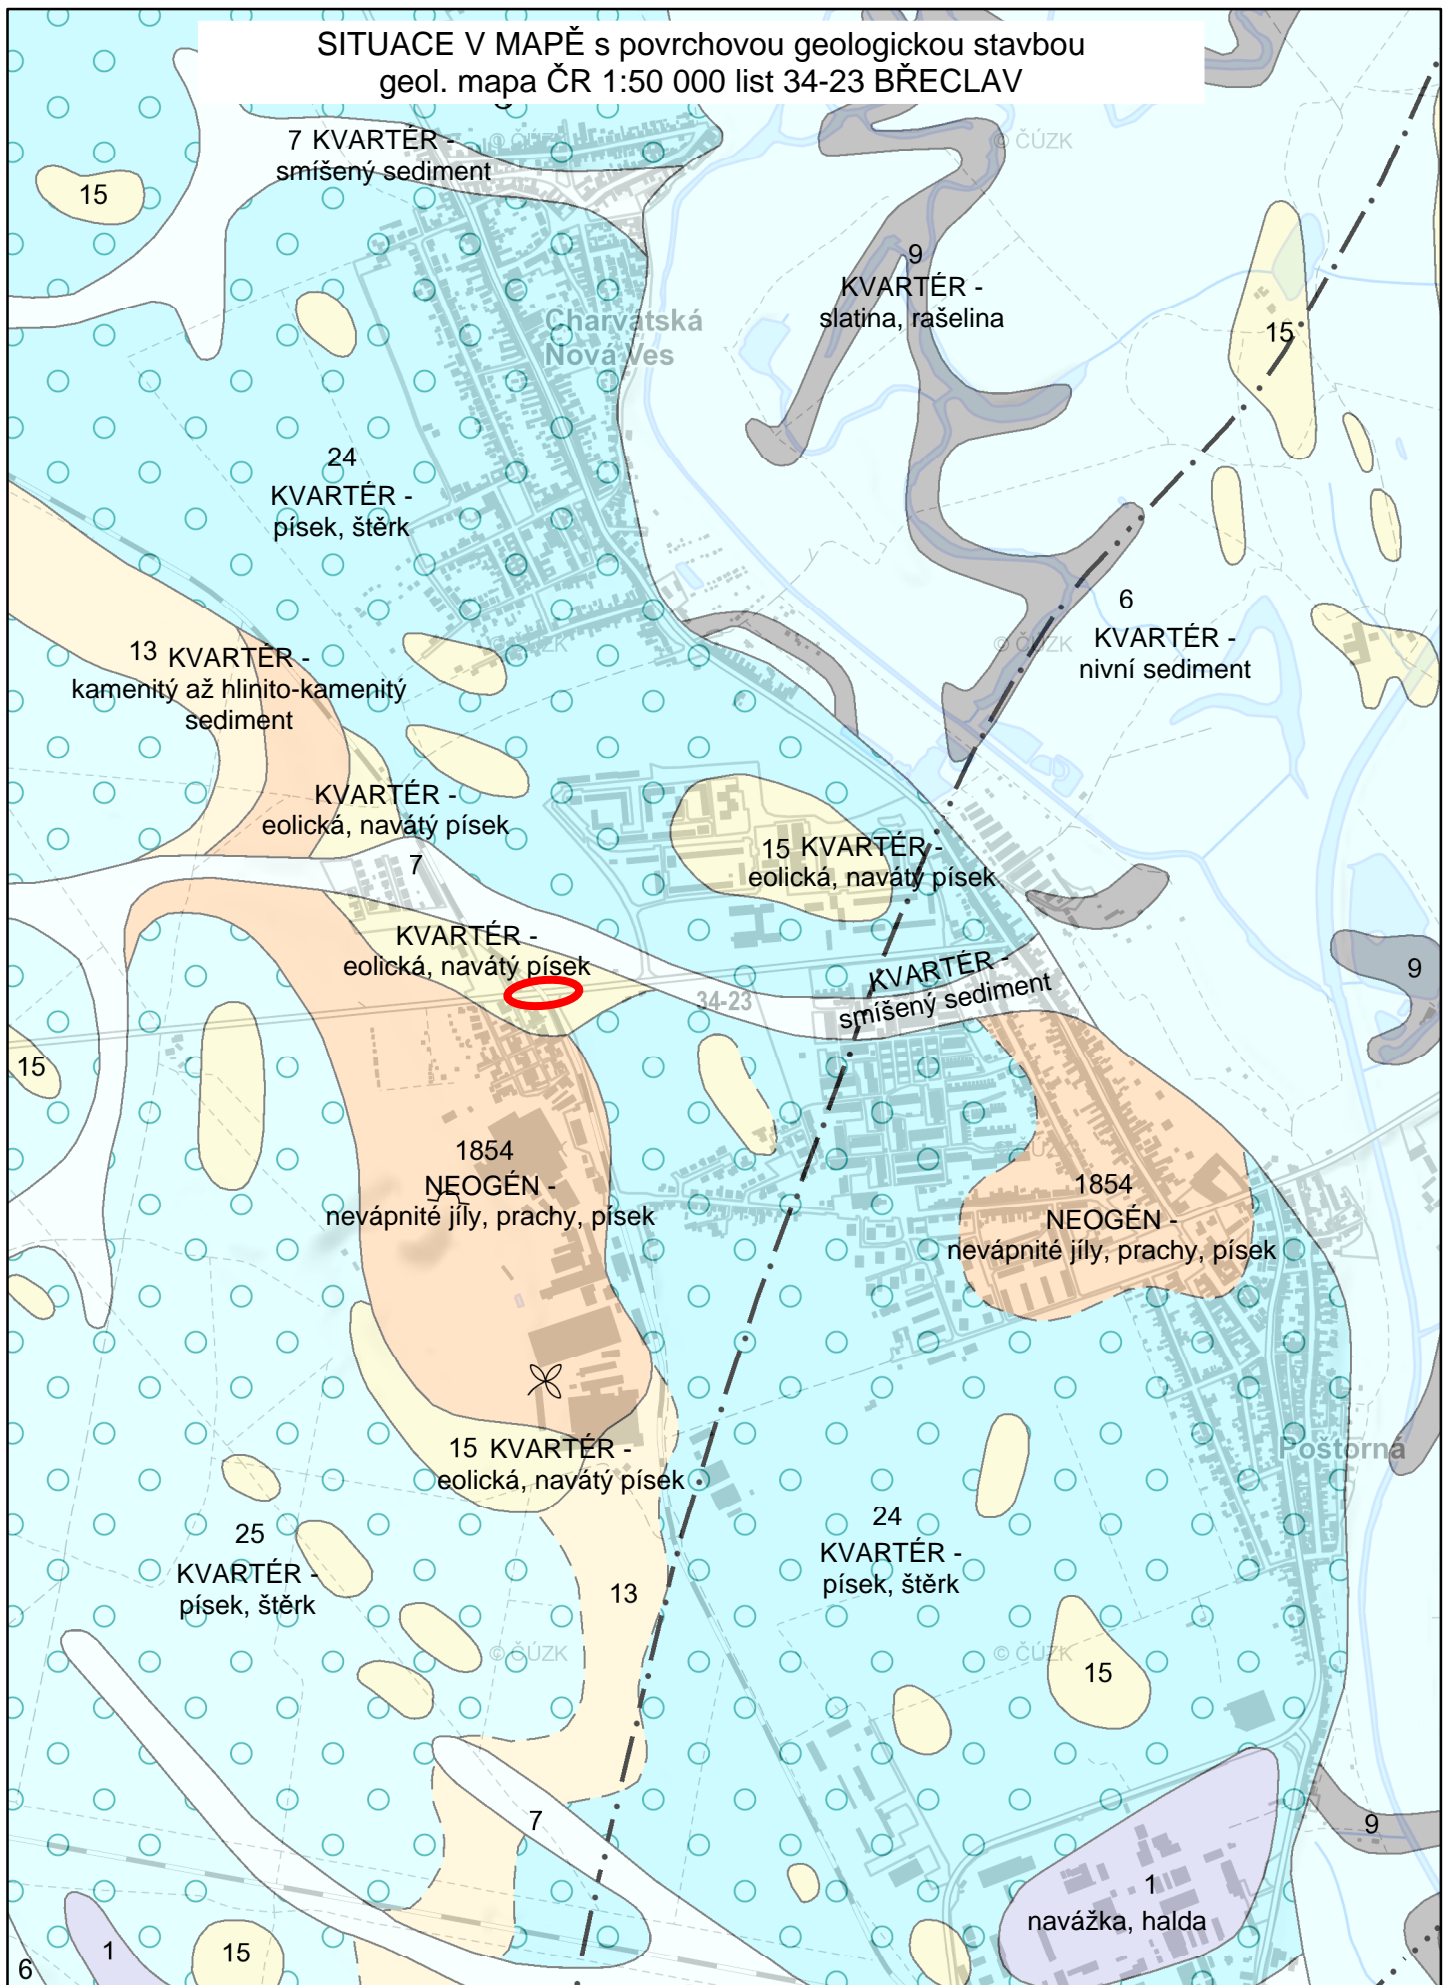 SITUACE V MAPĚ s povrchovou geologickou stavbou
geol. mapa ČR 1:50 000 list 34-23 BŘECLAV
7 KVARTÉR -
smíšený sediment
© ČÚZK
© ČÚZK
15
9
KVARTÉR -
slatina, rašelina
Charvátská
Nová Ves
15
24
KVARTÉR -
písek, štěrk
6
KVARTÉR -
nivní sediment
© ČÚZK
© ČÚZK
13 KVARTÉR -
kamenitý až hlinito-kamenitý
sediment
KVARTÉR -
eolická, navátý písek
7
15 KVARTÉR -
eolická, navátý písek
KVARTÉR -
eolická, navátý písek
34-23
KVARTÉR -
smíšený sediment
9
15
1854
NEOGÉN -
nevápnité jíly, prachy, písek
1854
NEOGÉN -
nevápnité jíly, prachy, písek
15 KVARTÉR -
eolická, navátý písek
Poštorná
25
KVARTÉR -
písek, štěrk
24
KVARTÉR -
písek, štěrk
13
© ČÚZK
© ČÚZK
15
7
9
1
navážka, halda
1
15
6